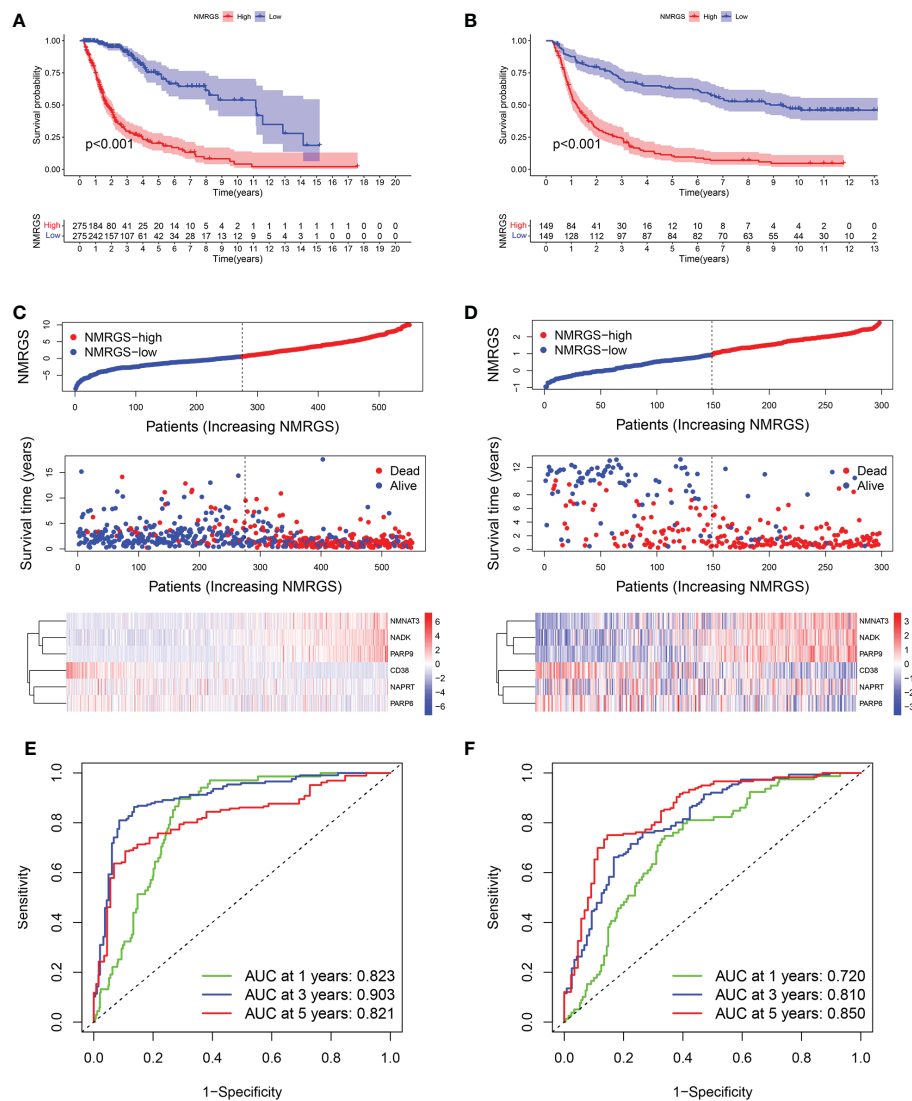 A
NMRGS High Low
Survival probability
1.00
0.75
0.50
0.25
0.00
p<0.001
0 1 2 3 4 5 6 7 8 9 10 11 12 13 14 15 16 17 18 19 20
Time(years)
NMRGS
High 275 184 80 41 25 20 14 10 5 4 2 1 1 1 1 1 1 1 0 0 0
Low 275 242 157 107 61 42 34 28 17 13 12 9 5 4 3 1 0 0 0 0 0
0 1 2 3 4 5 6 7 8 9 10 11 12 13 14 15 16 17 18 19 20
Time(years)
B
NMRGS High Low
Survival probability
1.00
0.75
0.50
0.25
0.00
p<0.001
0 1 2 3 4 5 6 7 8 9 10 11 12 13
Time(years)
NMRGS
High 149 84 41 30 16 12 10 8 7 4 4 2 0 0
Low 149 128 112 97 87 84 82 70 63 55 44 30 10 2
0 1 2 3 4 5 6 7 8 9 10 11 12 13
Time(years)
C
NMRGS
10
5
0
−5
NMRGS−high
NMRGS−low
0 100 200 300 400 500
Patients (Increasing NMRGS)
Survival time (years)
15
10
5
0
Dead
Alive
0 100 200 300 400 500
Patients (Increasing NMRGS)
NMNAT3
NADK
PARP9
CD38
NAPRT
PARP6
6
4
2
0
−2
−4
−6
D
NMRGS
2
1
0
−1
NMRGS−high
NMRGS−low
0 50 100 150 200 250 300
Patients (Increasing NMRGS)
Survival time (years)
12
10
8
6
4
2
0
Dead
Alive
0 50 100 150 200 250 300
Patients (Increasing NMRGS)
NMNAT3
NADK
PARP9
CD38
NAPRT
PARP6
3
2
1
0
−1
−2
−3
E
Sensitivity
1.0
0.8
0.6
0.4
0.2
0.0
AUC at 1 years: 0.823
AUC at 3 years: 0.903
AUC at 5 years: 0.821
0.0 0.2 0.4 0.6 0.8 1.0
1−Specificity
F
Sensitivity
1.0
0.8
0.6
0.4
0.2
0.0
AUC at 1 years: 0.720
AUC at 3 years: 0.810
AUC at 5 years: 0.850
0.0 0.2 0.4 0.6 0.8 1.0
1−Specificity